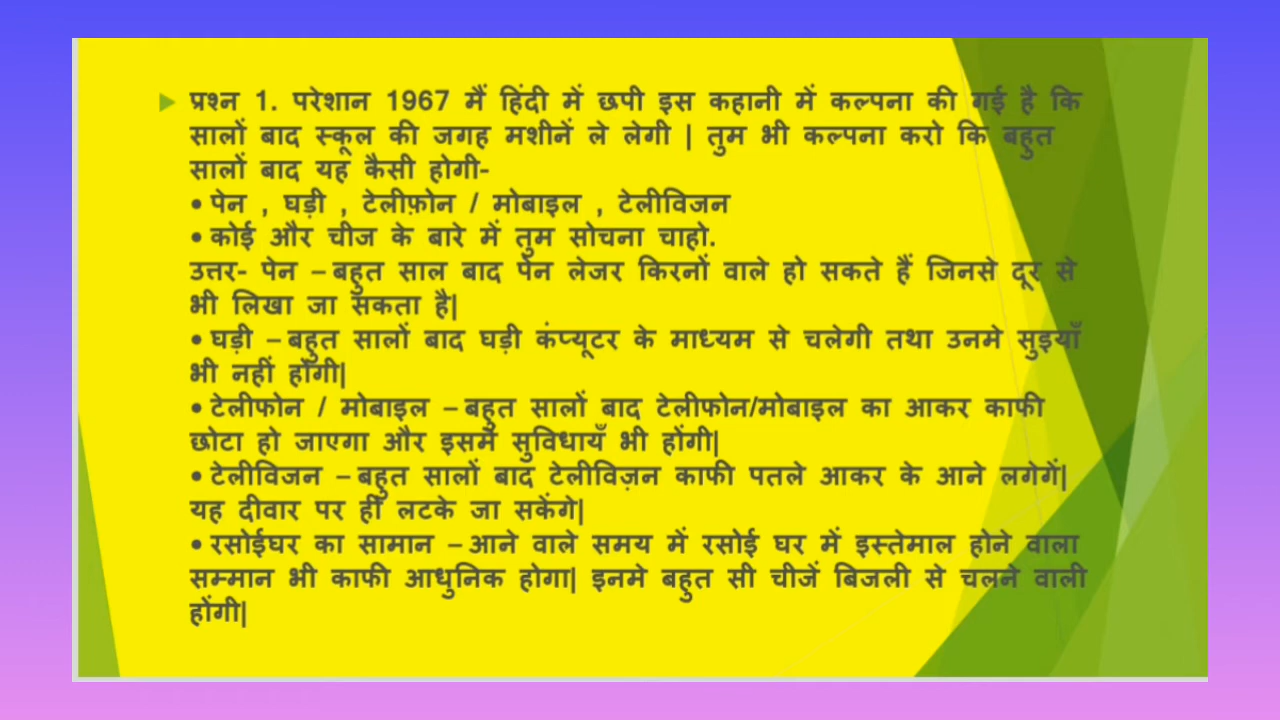 प्रश्न 1. परेशान 1967 मैं हिंदी में छपी इस कहानी में कल्पना की गई है कि
सालों बाद स्कूल की जगह मशीनें ले लेगी | तुम भी कल्पना करो कि बहुत
सालों बाद यह कैसी होगी-
• पेन , घड़ी , टेलीफ़ोन / मोबाइल , टेलीविजन
• कोई और चीज के बारे में तुम सोचना चाहो.
उत्तर- पेन – बहुत साल बाद पेन लेजर किरनों वाले हो सकते हैं जिनसे दूर से
भी लिखा जा सकता है|
• घड़ी – बहुत सालों बाद घड़ी कंप्यूटर के माध्यम से चलेगी तथा उनमे सुइयाँ
भी नहीं होंगी|
• टेलीफोन / मोबाइल – बहुत सालों बाद टेलीफोन/मोबाइल का आकर काफी
छोटा हो जाएगा और इसमें सुविधायँ भी होंगी|
• टेलीविजन – बहुत सालों बाद टेलीविज़न काफी पतले आकर के आने लगेगें|
यह दीवार पर ही लटके जा सकेंगे|
• रसोईघर का सामान – आने वाले समय में रसोई घर में इस्तेमाल होने वाला
सम्मान भी काफी आधुनिक होगा| इनमे बहुत सी चीजें बिजली से चलने वाली
होंगी|